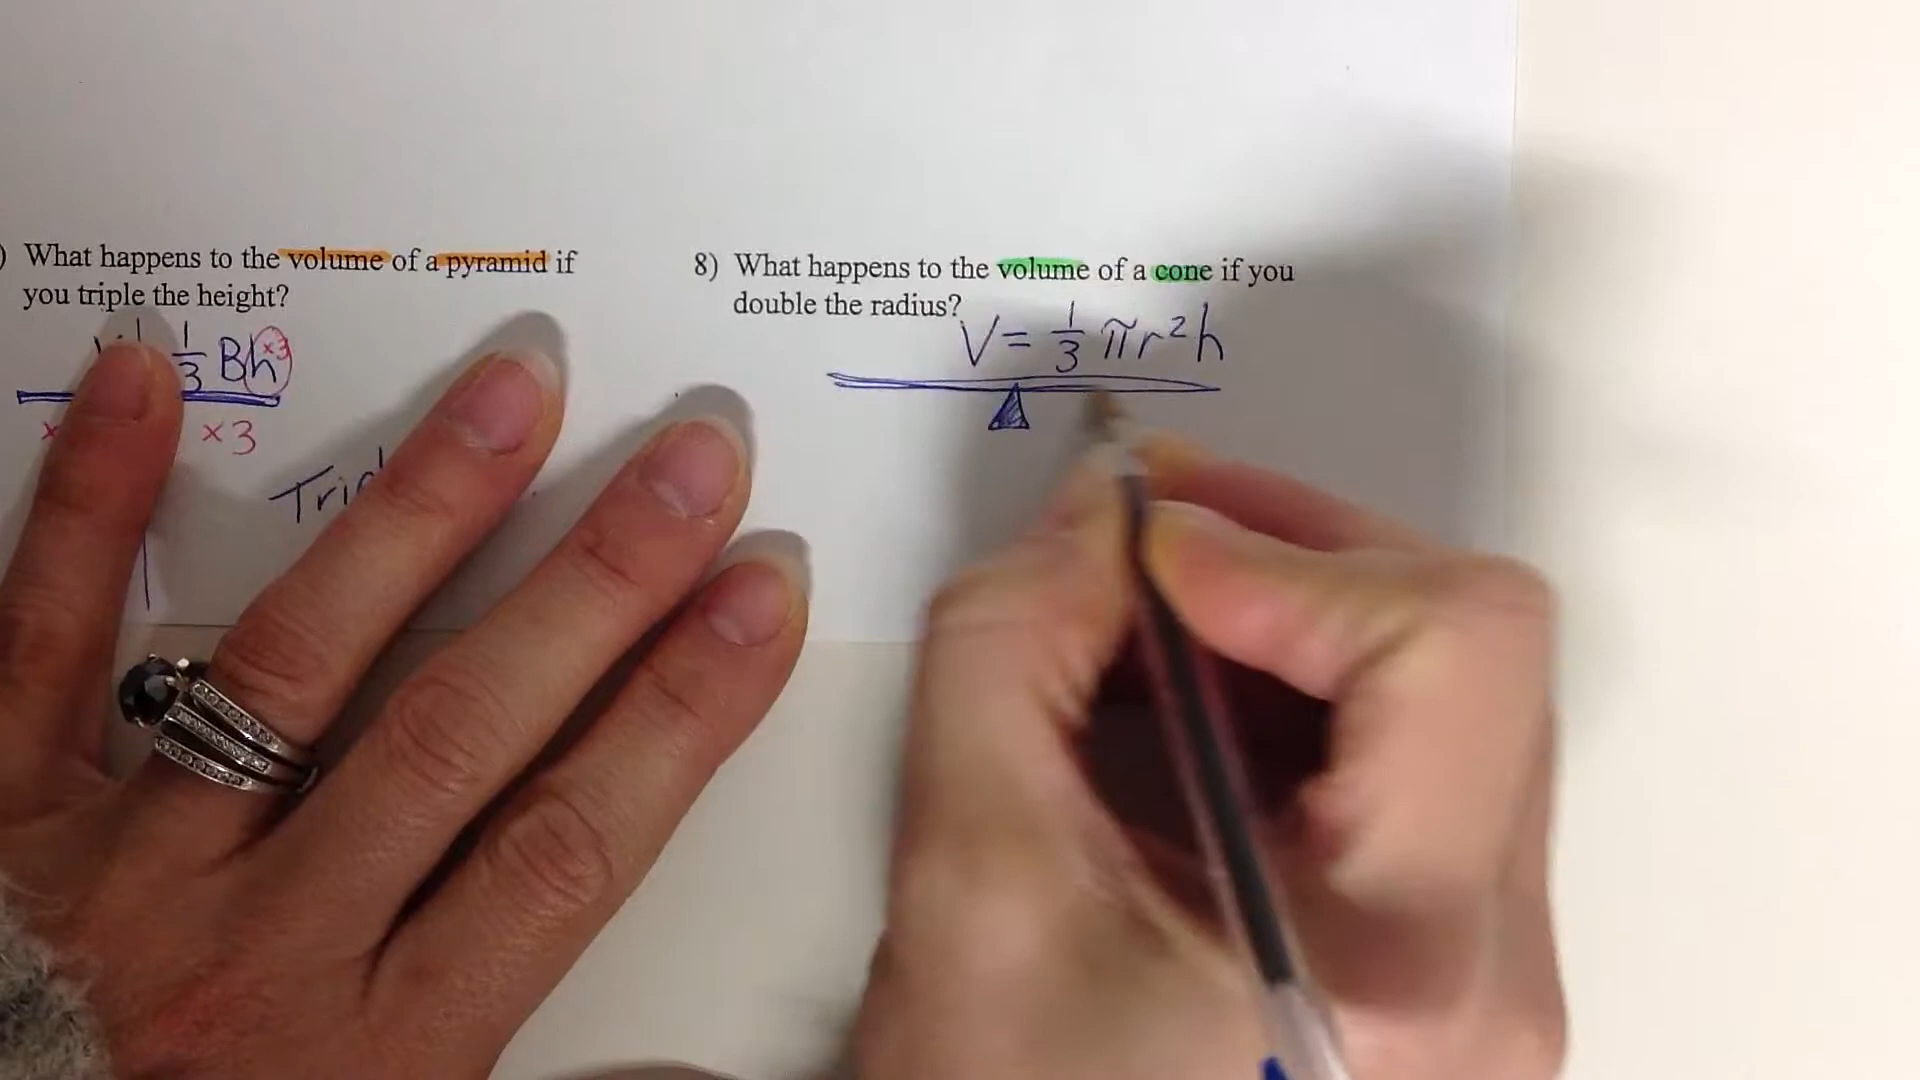 ) What happens to the volume of a pyramid if
you triple the height?
1/3 Bh ×3
×3
8) What happens to the volume of a cone if you
double the radius?
V = 1/3 πr²h